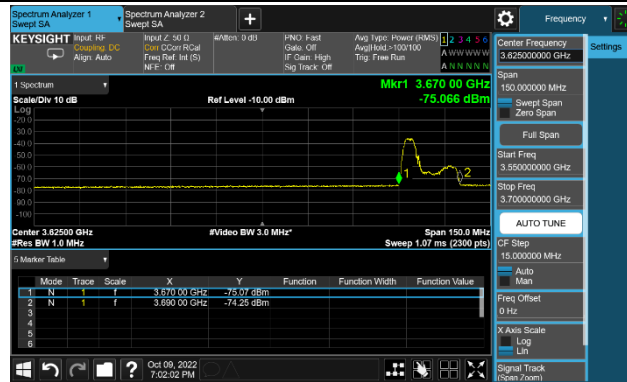 Spectrum Analyzer 1
Swept SA
Spectrum Analyzer 2
Swept SA
+
Frequency
KEYSIGHT
Input: RF
Coupling: DC
Align: Auto
Input Z: 50 Ω
Corr CCorr RCal
Freq Ref: Int (S)
NFE: Off
#Atten: 0 dB
PNO: Fast
Gate: Off
IF Gain: High
Sig Track: Off
Avg Type: Power (RMS)
Avg|Hold:>100/100
Trig: Free Run
1 2 3 4 5 6
A W W W W W
A N N N N N
1 Spectrum
Scale/Div 10 dB
Ref Level -10.00 dBm
Mkr1 3.670 00 GHz
-75.066 dBm
Log
-20.0
-30.0
-40.0
-50.0
-60.0
-70.0
-80.0
-90.0
-100
1
2
Center 3.62500 GHz
#Video BW 3.0 MHz*
Span 150.0 MHz
#Res BW 1.0 MHz
Sweep 1.07 ms (2300 pts)
5 Marker Table
Mode Trace Scale X Y Function Function Width Function Value
1 N 1 f 3.670 00 GHz -75.07 dBm
2 N 1 f 3.690 00 GHz -74.25 dBm
3
4
5
6
?
Oct 09, 2022
7:02:02 PM
Center Frequency
3.625000000 GHz
Settings
Span
150.000000 MHz
Swept Span
Zero Span
Full Span
Start Freq
3.550000000 GHz
Stop Freq
3.700000000 GHz
AUTO TUNE
CF Step
15.000000 MHz
Auto
Man
Freq Offset
0 Hz
X Axis Scale
Log
Lin
Signal Track
(Span Zoom)